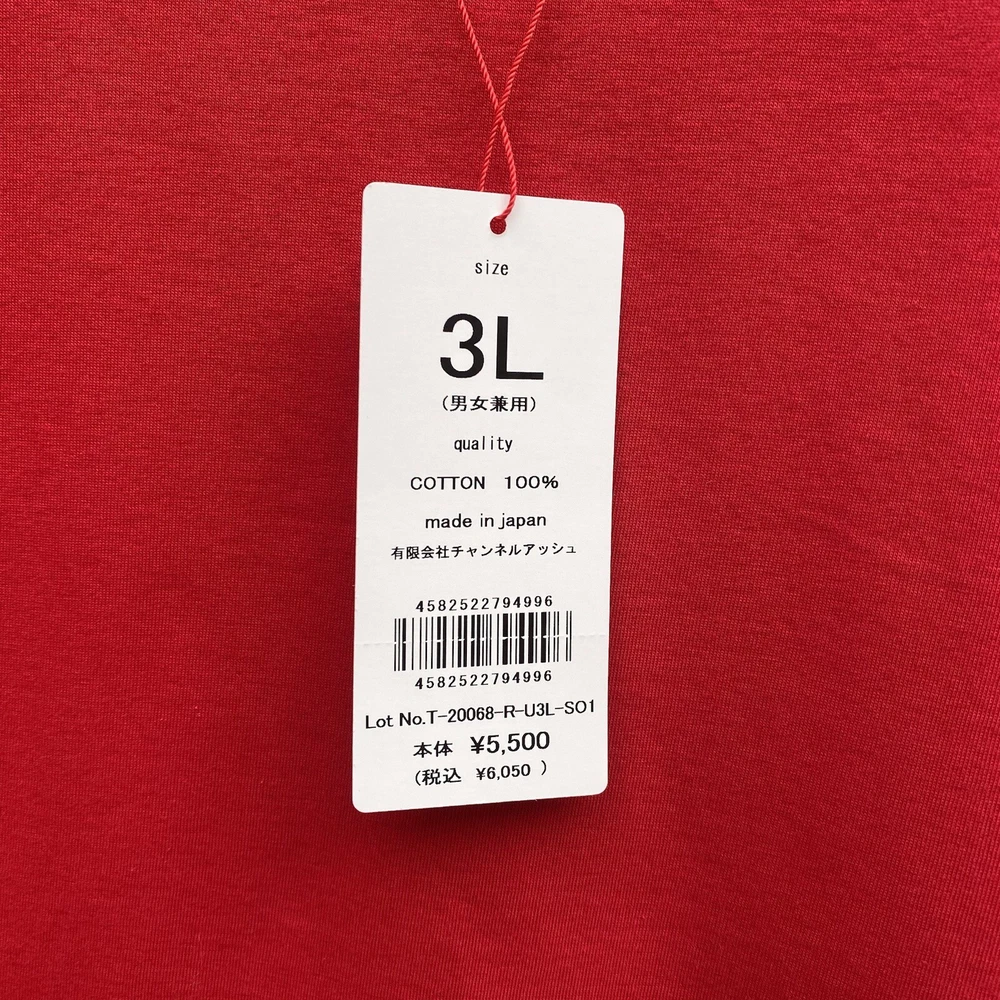 size
3L
(男女兼用)
quality
COTTON 100%
made in japan
有限会社チャンネルアッシュ
4582522794996
4582522794996
Lot No.T-20068-R-U3L-SO1
本体 ¥5,500
(税込 ¥6,050 )